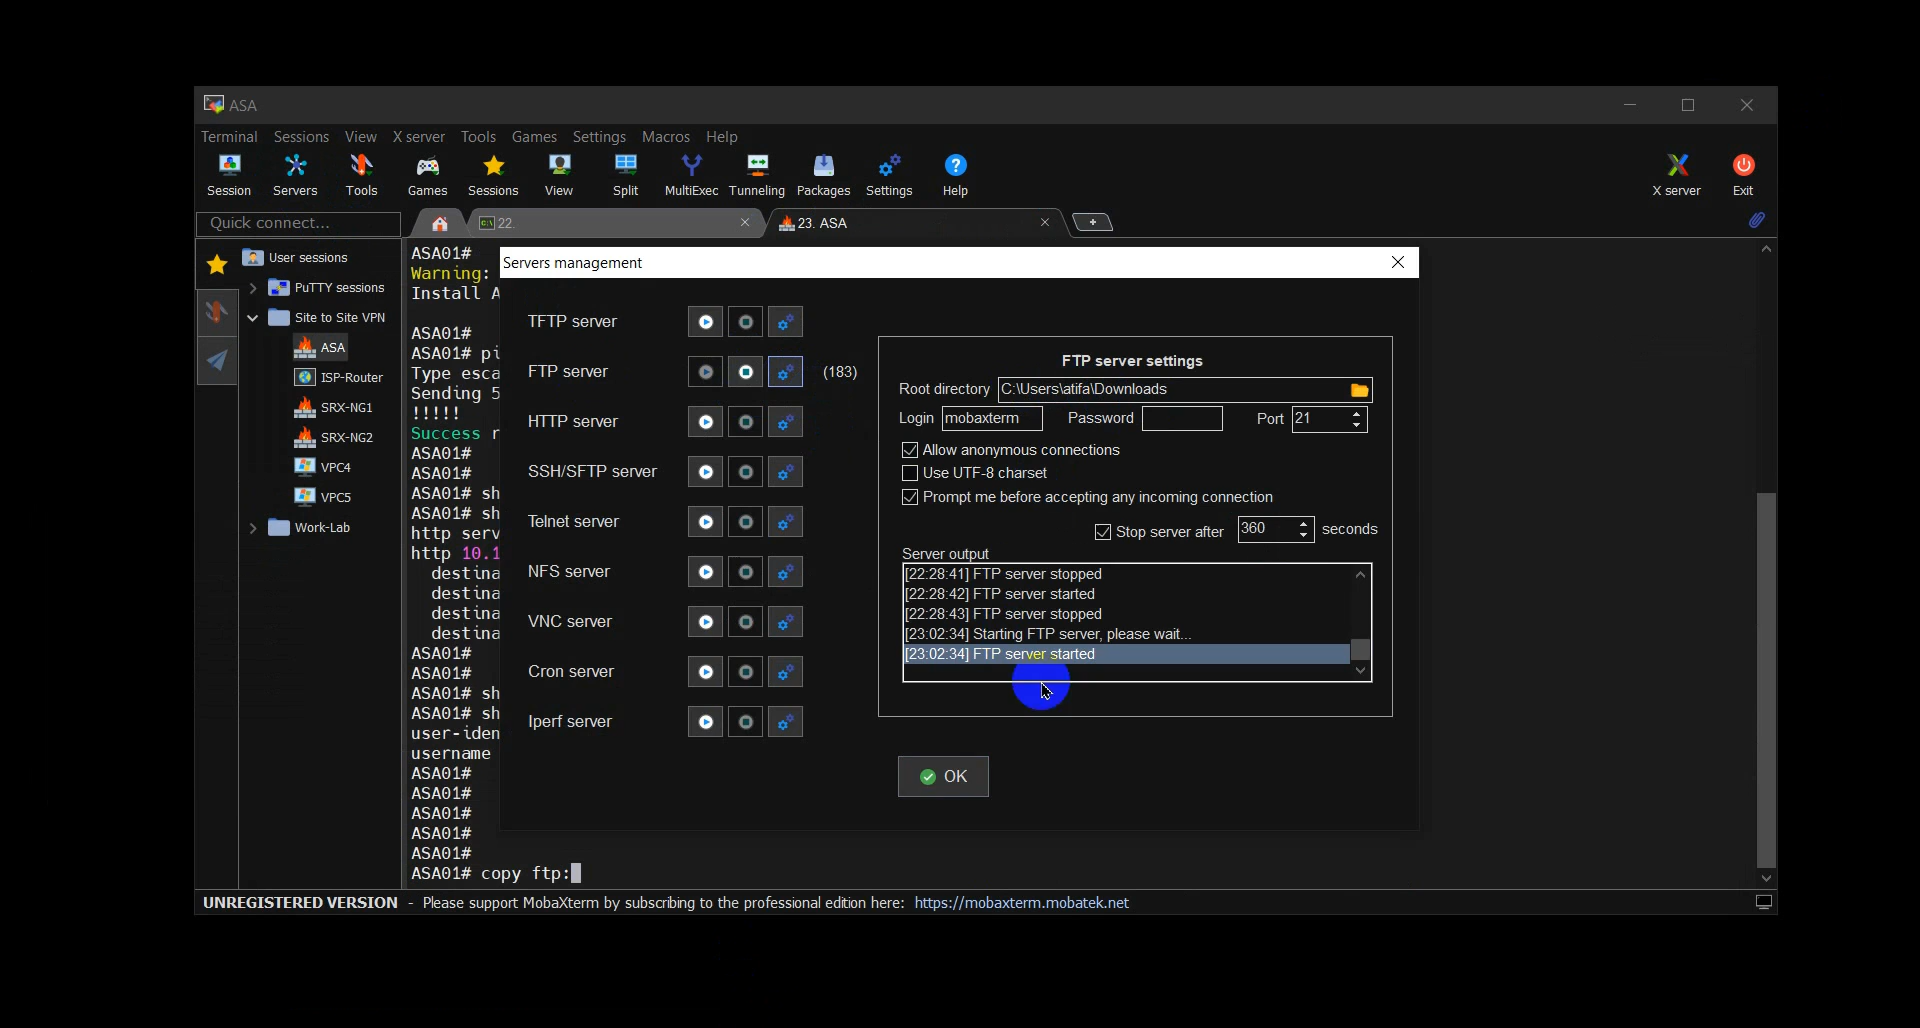 ASA
Terminal Sessions View X server Tools Games Settings Macros Help
Session Servers Tools Games Sessions View Split MultiExec Tunneling Packages Settings Help X server Exit
Quick connect...
22.
23. ASA
+
User sessions
PuTTY sessions
Site to Site VPN
ASA
ISP-Router
SRX-NG1
SRX-NG2
VPC4
VPC5
Work-Lab
ASA01#
Warning:
Install A
ASA01#
ASA01# pi
Type esca
Sending 5
!!!!!
Success r
ASA01#
ASA01#
ASA01# sh
ASA01# sh
http serv
http 10.1
destina
destina
destina
destina
ASA01#
ASA01#
ASA01# sh
ASA01# sh
user-iden
username
ASA01#
ASA01#
ASA01#
ASA01#
ASA01#
ASA01# copy ftp:
Servers management
TFTP server
FTP server (183)
HTTP server
SSH/SFTP server
Telnet server
NFS server
VNC server
Cron server
Iperf server
FTP server settings
Root directory C:\Users\atifa\Downloads
Login mobaxterm Password Port 21
Allow anonymous connections
Use UTF-8 charset
Prompt me before accepting any incoming connection
Stop server after 360 seconds
Server output
[22:28:41] FTP server stopped
[22:28:42] FTP server started
[22:28:43] FTP server stopped
[23:02:34] Starting FTP server, please wait...
[23:02:34] FTP server started
OK
UNREGISTERED VERSION - Please support MobaXterm by subscribing to the professional edition here: https://mobaxterm.mobatek.net